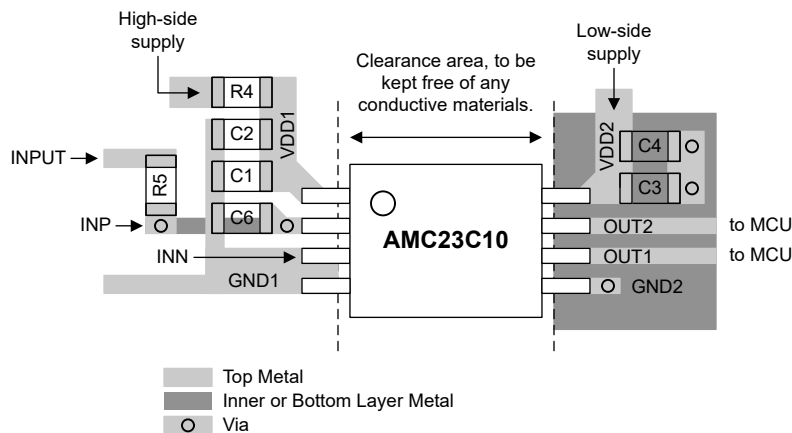 High-side
supply
Low-side
supply
Clearance area, to be
kept free of any
conductive materials.
R4
C2
C1
C6
VDD1
INPUT
R5
INP
INN
GND1
AMC23C10
VDD2
C4
C3
OUT2
to MCU
OUT1
to MCU
GND2
Top Metal
Inner or Bottom Layer Metal
Via